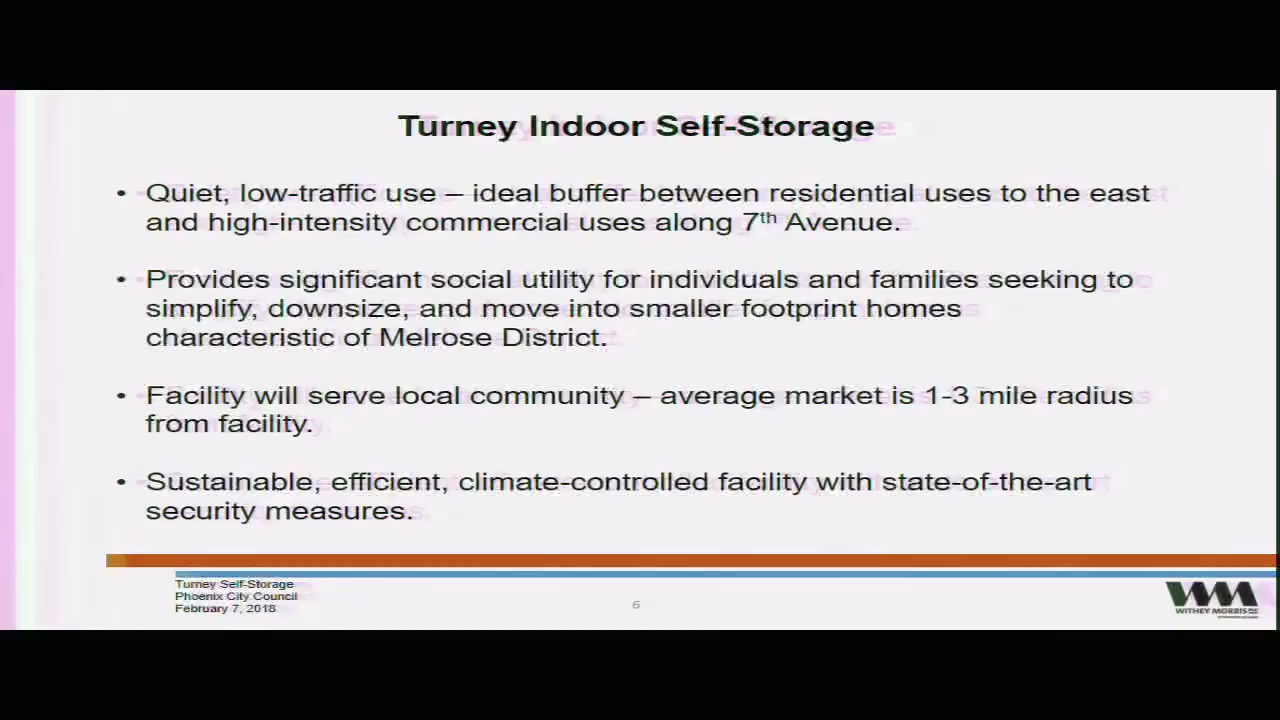 Turney Indoor Self-Storage
• Quiet, low-traffic use – ideal buffer between residential uses to the east
and high-intensity commercial uses along 7th Avenue.
• Provides significant social utility for individuals and families seeking to
simplify, downsize, and move into smaller footprint homes
characteristic of Melrose District.
• Facility will serve local community – average market is 1-3 mile radius
from facility.
• Sustainable, efficient, climate-controlled facility with state-of-the-art
security measures.
Turney Self-Storage
Phoenix City Council
February 7, 2018
6
WITHEY MORRIS